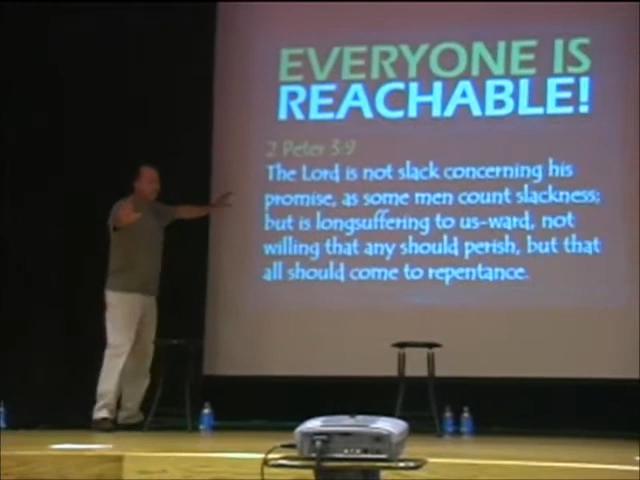 EVERYONE IS
REACHABLE!
2 Peter 3:9
The Lord is not slack concerning his
promise, as some men count slackness;
but is longsuffering to us-ward, not
willing that any should perish, but that
all should come to repentance.